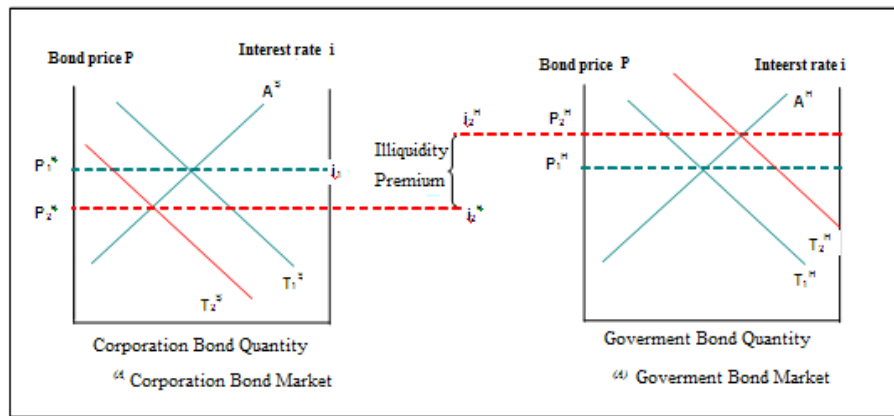 Bond price P
Interest rate i
A^S
P₁*
i₁
P₂*
T₁^S
T₂^S
Corporation Bond Quantity
Corporation Bond Market
i₂^H
Illiquidity
Premium
i₂*
Bond price P
Inteerst rate i
A^H
P₂^H
P₁^H
T₂^H
T₁^H
Goverment Bond Quantity
Goverment Bond Market